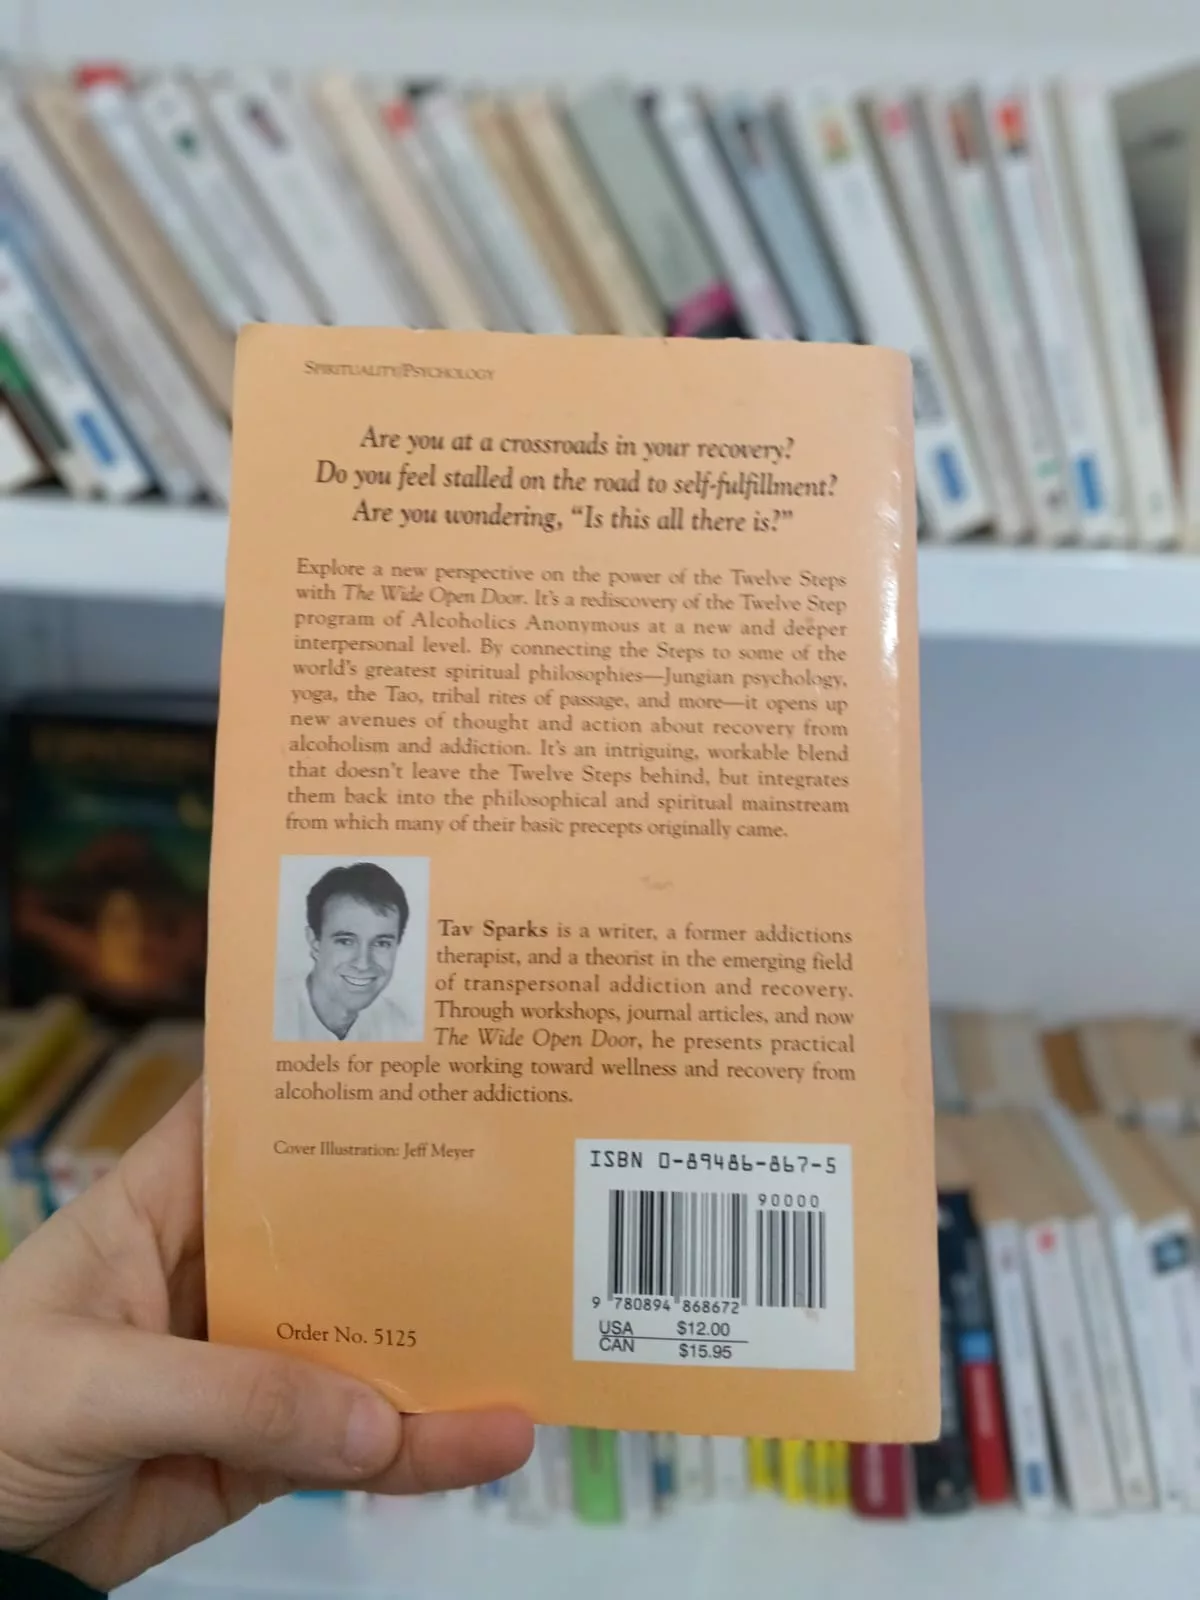 SPIRITUALITY/PSYCHOLOGY
Are you at a crossroads in your recovery?
Do you feel stalled on the road to self-fulfillment?
Are you wondering, “Is this all there is?”
Explore a new perspective on the power of the Twelve Steps
with The Wide Open Door. It's a rediscovery of the Twelve Step
program of Alcoholics Anonymous at a new and deeper
interpersonal level. By connecting the Steps to some of the
world's greatest spiritual philosophies—Jungian psychology,
yoga, the Tao, tribal rites of passage, and more—it opens up
new avenues of thought and action about recovery from
alcoholism and addiction. It's an intriguing, workable blend
that doesn't leave the Twelve Steps behind, but integrates
them back into the philosophical and spiritual mainstream
from which many of their basic precepts originally came.
Tav Sparks is a writer, a former addictions
therapist, and a theorist in the emerging field
of transpersonal addiction and recovery.
Through workshops, journal articles, and now
The Wide Open Door, he presents practical
models for people working toward wellness and recovery from
alcoholism and other addictions.
Cover Illustration: Jeff Meyer
ISBN 0-89486-867-5
90000
9 780894 868672
USA $12.00
CAN $15.95
Order No. 5125